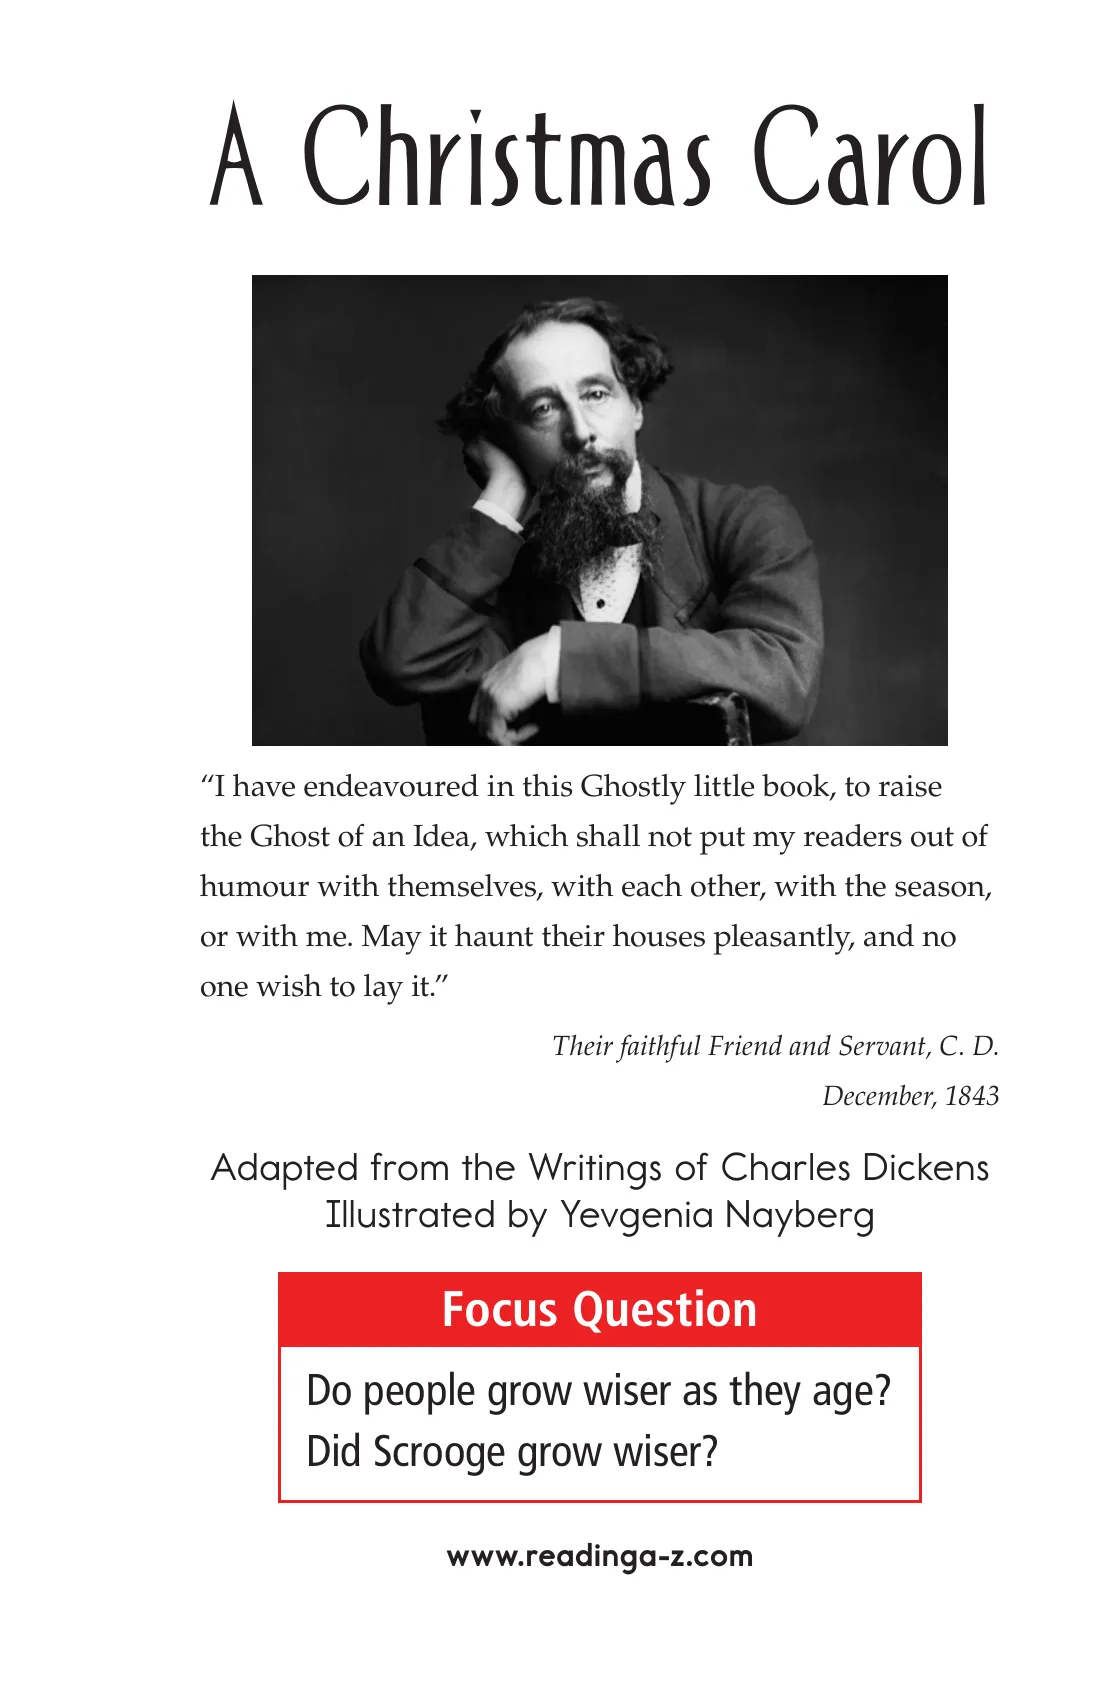 A Christmas Carol
“I have endeavoured in this Ghostly little book, to raise
the Ghost of an Idea, which shall not put my readers out of
humour with themselves, with each other, with the season,
or with me. May it haunt their houses pleasantly, and no
one wish to lay it.”
Their faithful Friend and Servant, C. D.
December, 1843
Adapted from the Writings of Charles Dickens
Illustrated by Yevgenia Nayberg
Focus Question
Do people grow wiser as they age?
Did Scrooge grow wiser?
www.readinga-z.com